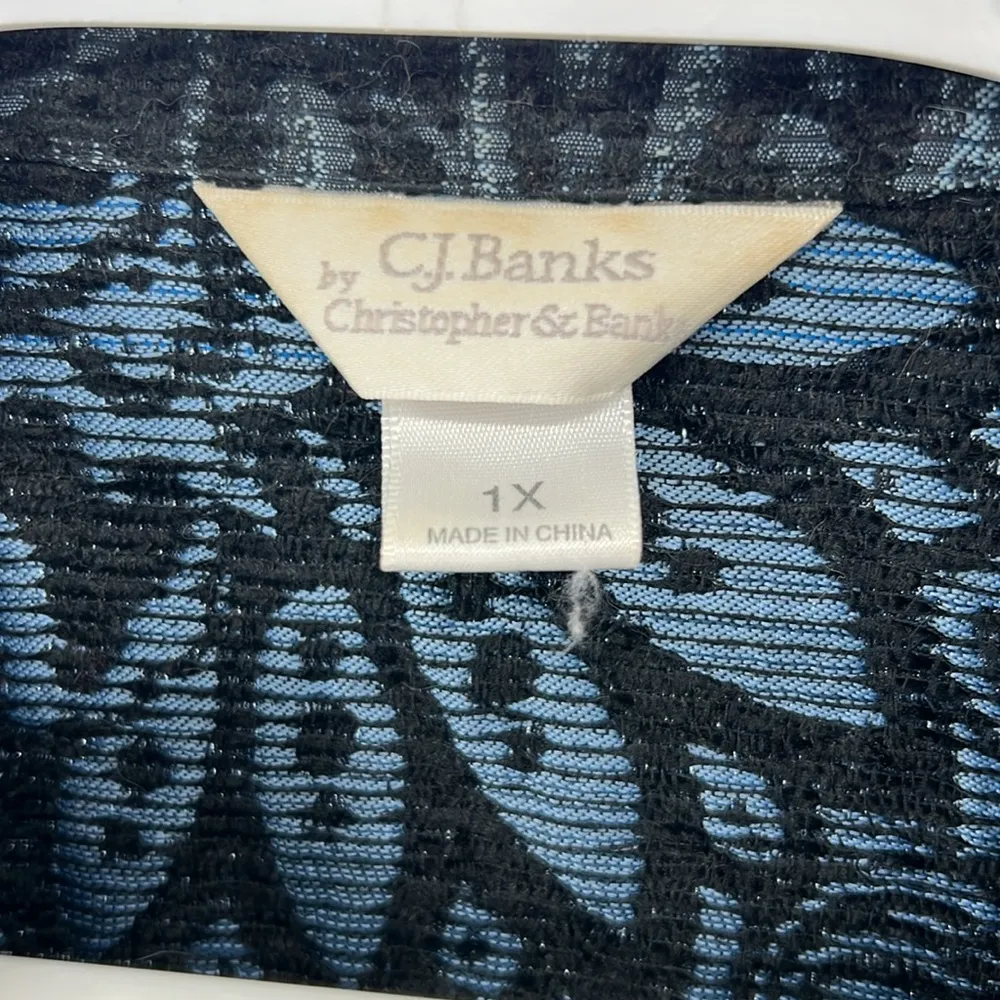 C.J. Banks
by
Christopher & Banks
1X
MADE IN CHINA